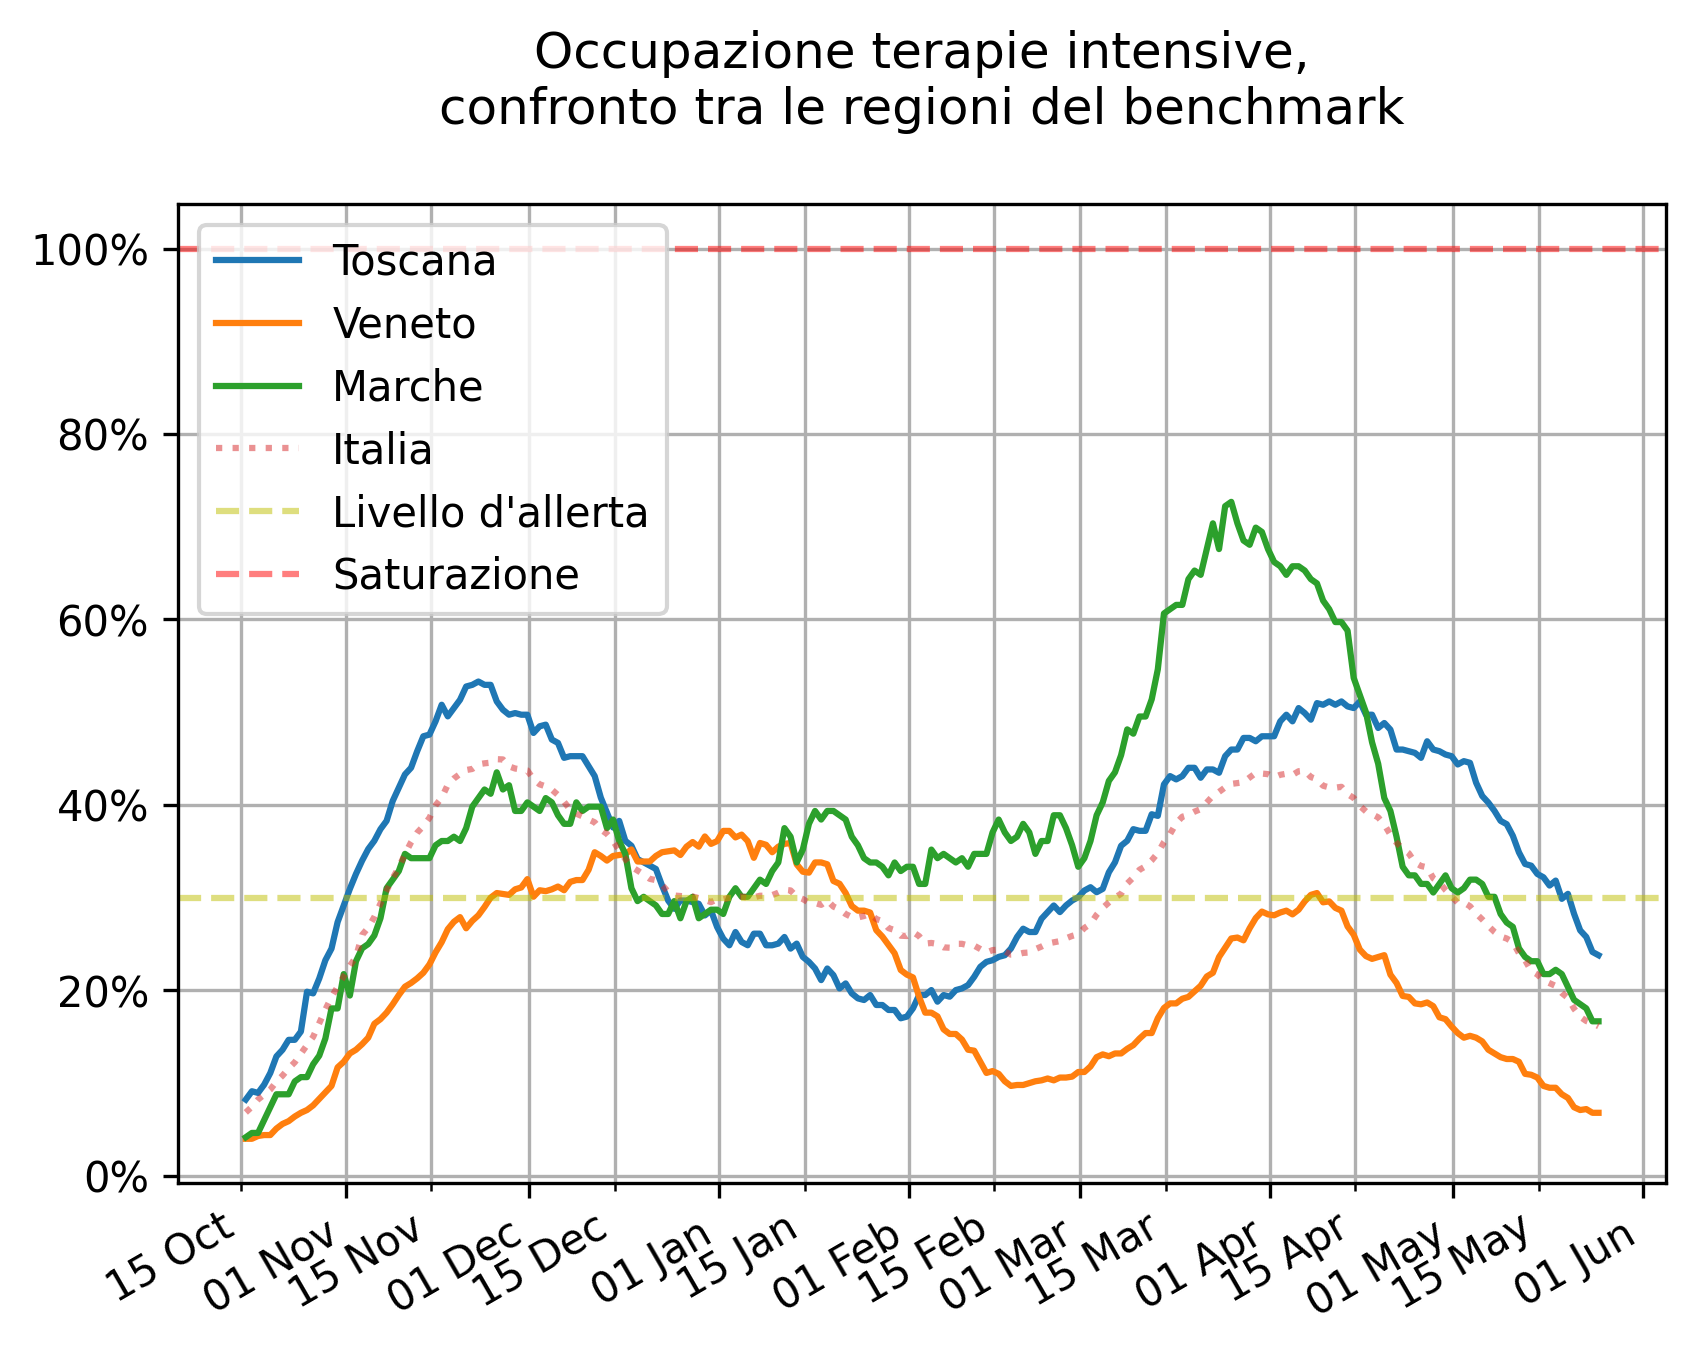 Occupazione terapie intensive,
confronto tra le regioni del benchmark
100%
80%
60%
40%
20%
0%
Toscana
Veneto
Marche
Italia
Livello d'allerta
Saturazione
15 Oct
01 Nov
15 Nov
01 Dec
15 Dec
01 Jan
15 Jan
01 Feb
15 Feb
01 Mar
15 Mar
01 Apr
15 Apr
01 May
15 May
01 Jun